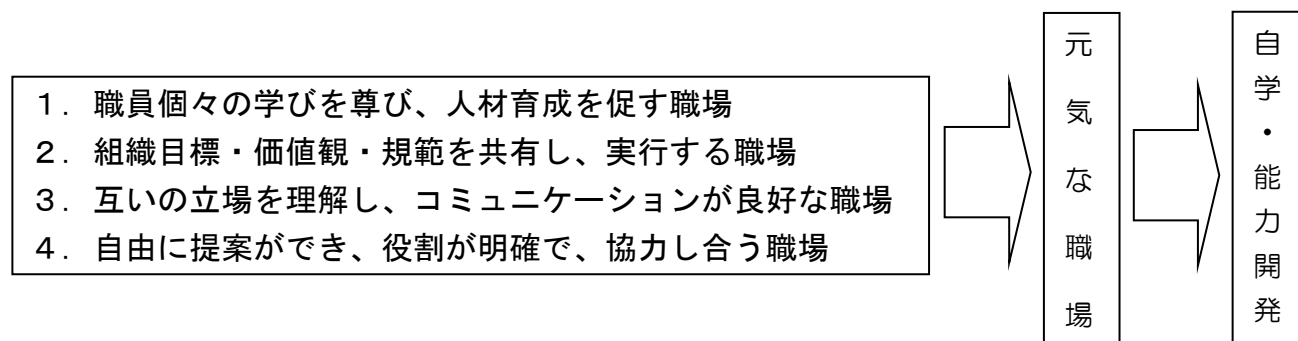 １．職員個々の学びを尊び、人材育成を促す職場
２．組織目標・価値観・規範を共有し、実行する職場
３．互いの立場を理解し、コミュニケーションが良好な職場
４．自由に提案ができ、役割が明確で、協力し合う職場
元気な職場
自学・能力開発